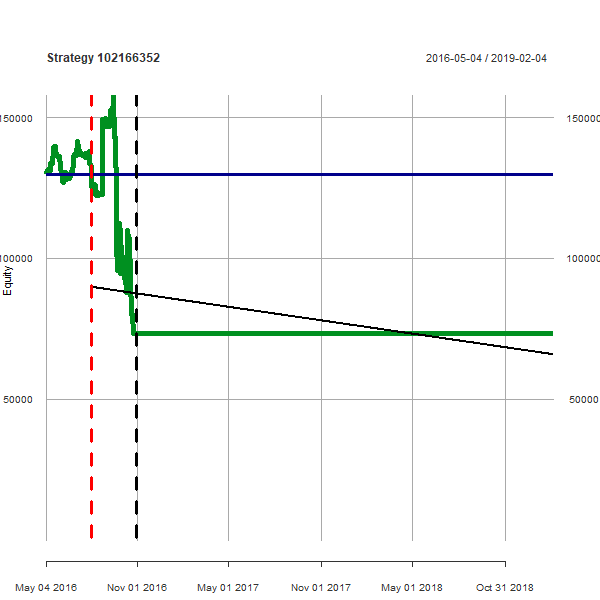 Strategy 102166352
2016-05-04 / 2019-02-04
150000
150000
100000
100000
Equity
50000
50000
May 04 2016
Nov 01 2016
May 01 2017
Nov 01 2017
May 01 2018
Oct 31 2018